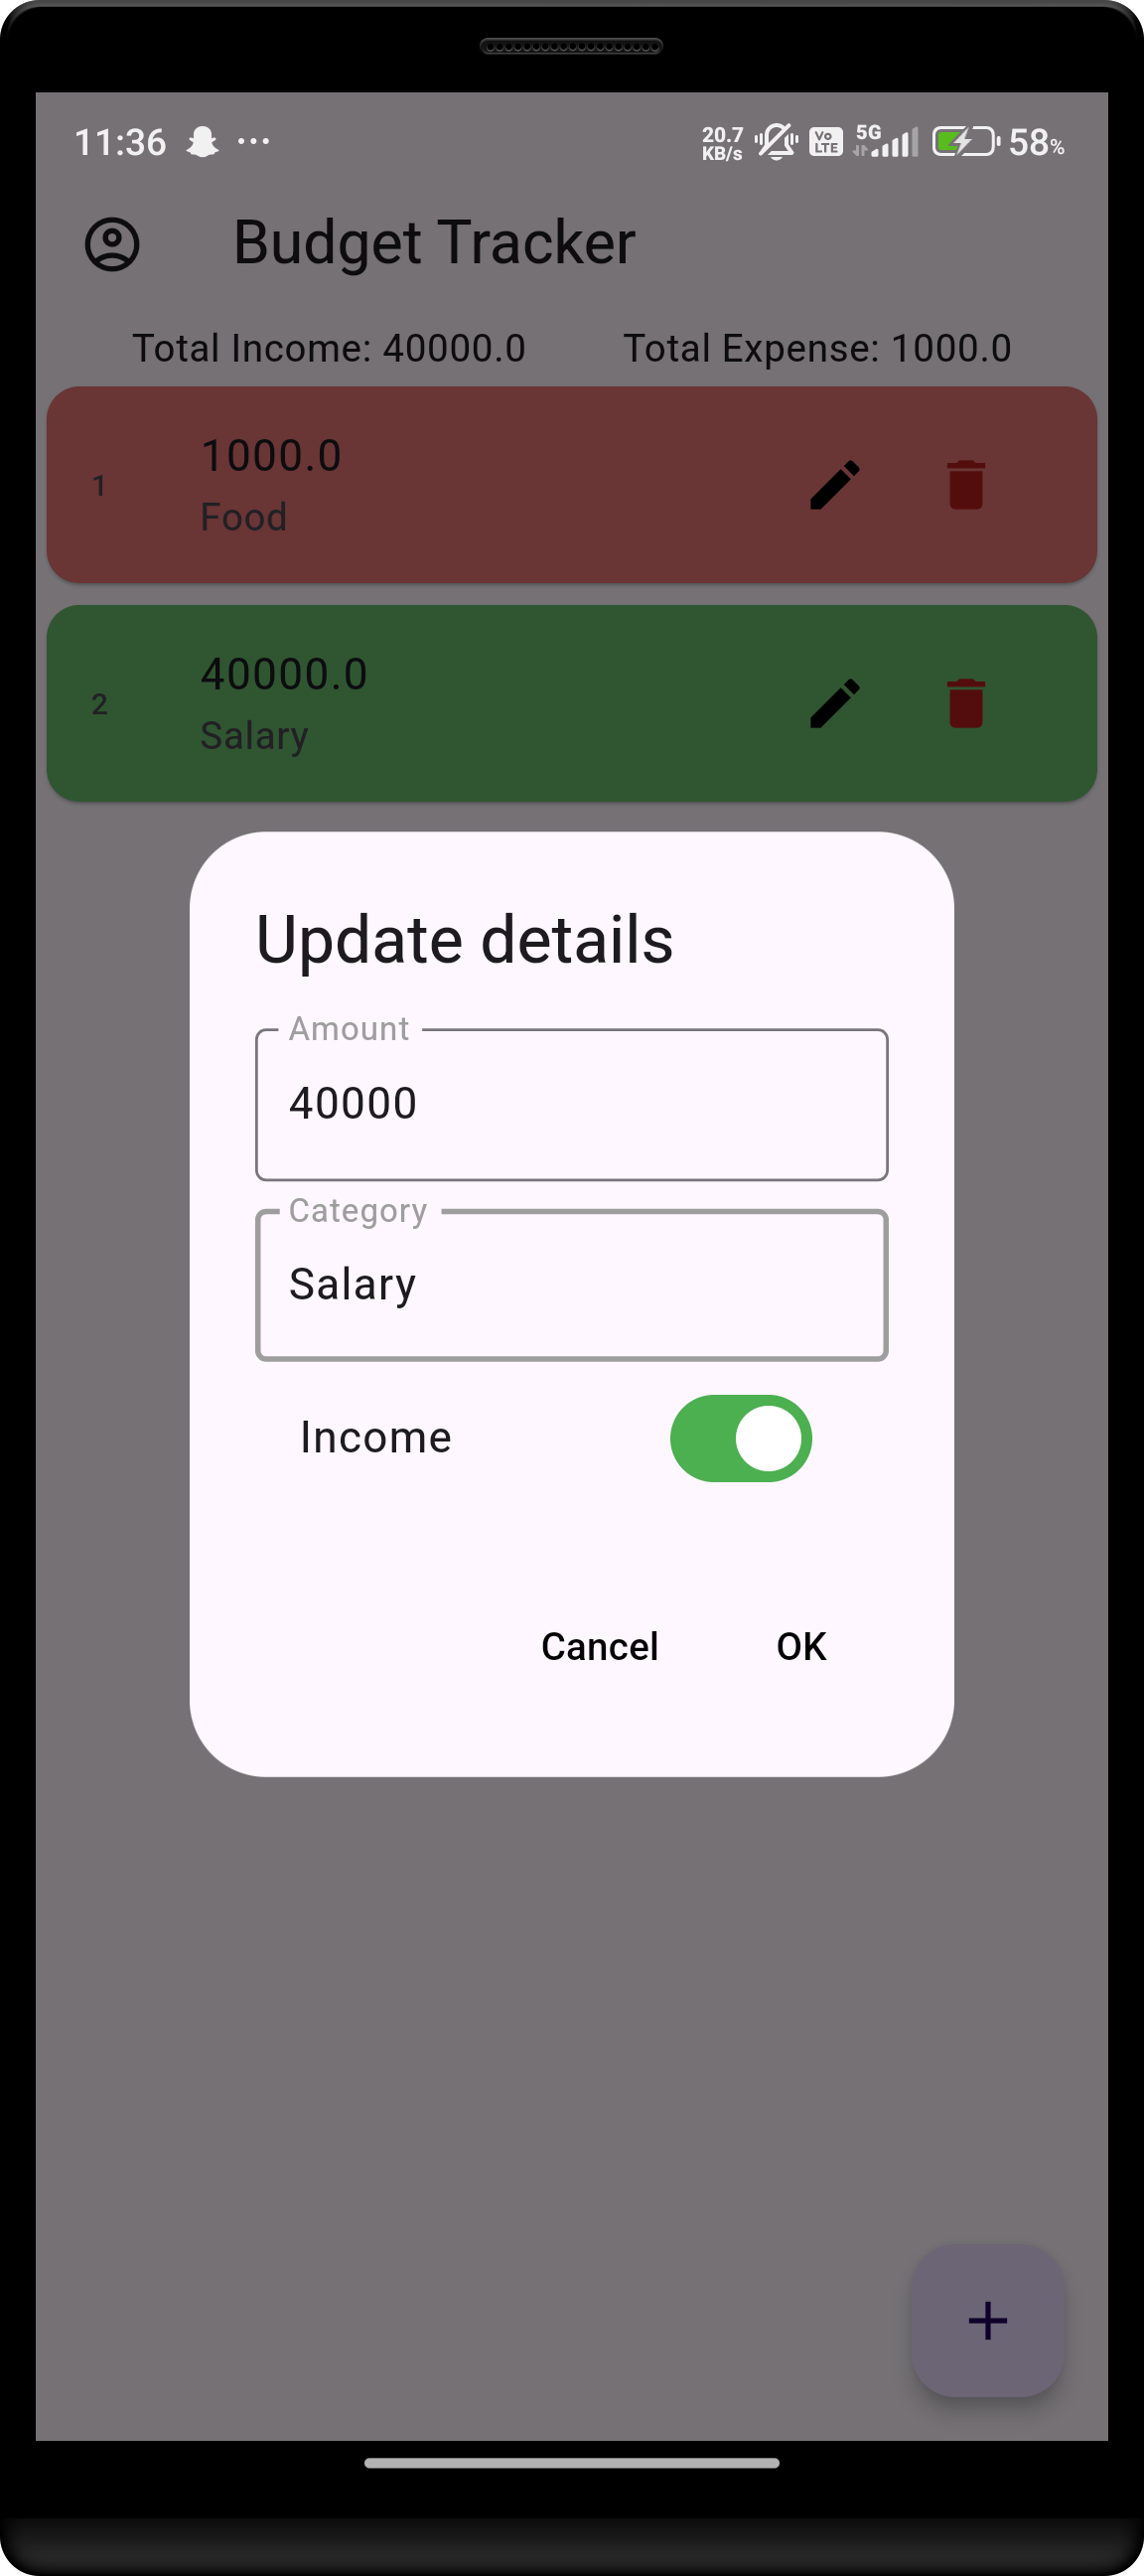 11:36 ... 20.7 KB/s Vo LTE 5G 58%
Budget Tracker
Total Income: 40000.0 Total Expense: 1000.0
1000.0
1
Food
40000.0
2
Salary
Update details
Amount
40000
Category
Salary
Income
Cancel OK
+